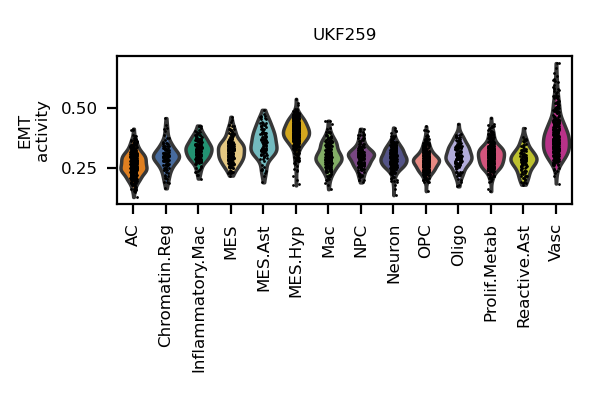 UKF259
EMT
activity
0.50
0.25
AC
Chromatin.Reg
Inflammatory.Mac
MES
MES.Ast
MES.Hyp
Mac
NPC
Neuron
OPC
Oligo
Prolif.Metab
Reactive.Ast
Vasc